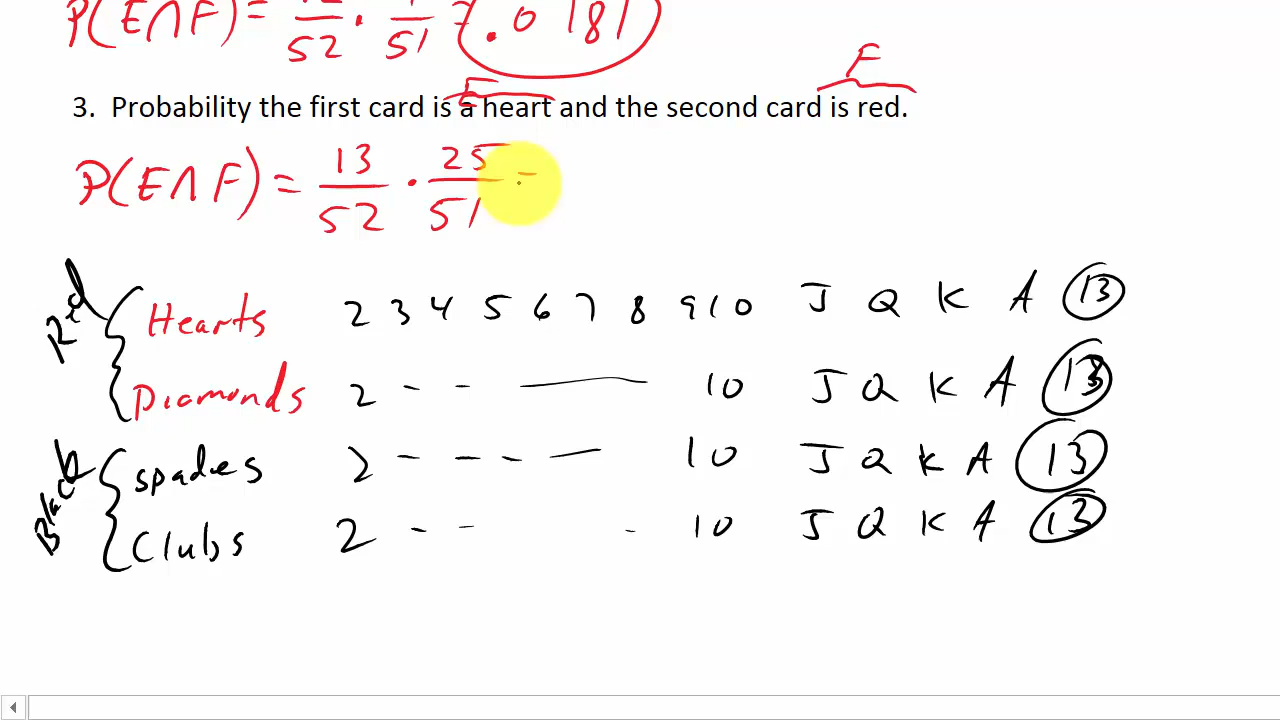 P(E∩F) = 12/52 · 1/51 = .0181
E F
3. Probability the first card is a heart and the second card is red.
P(E∩F) = 13/52 · 25/51 =
Red
Hearts 2 3 4 5 6 7 8 9 10 J Q K A 13
Diamonds 2 - - — 10 J Q K A 13
Black
Spades 2 - - - — 10 J Q K A 13
Clubs 2 - - - 10 J Q K A 13